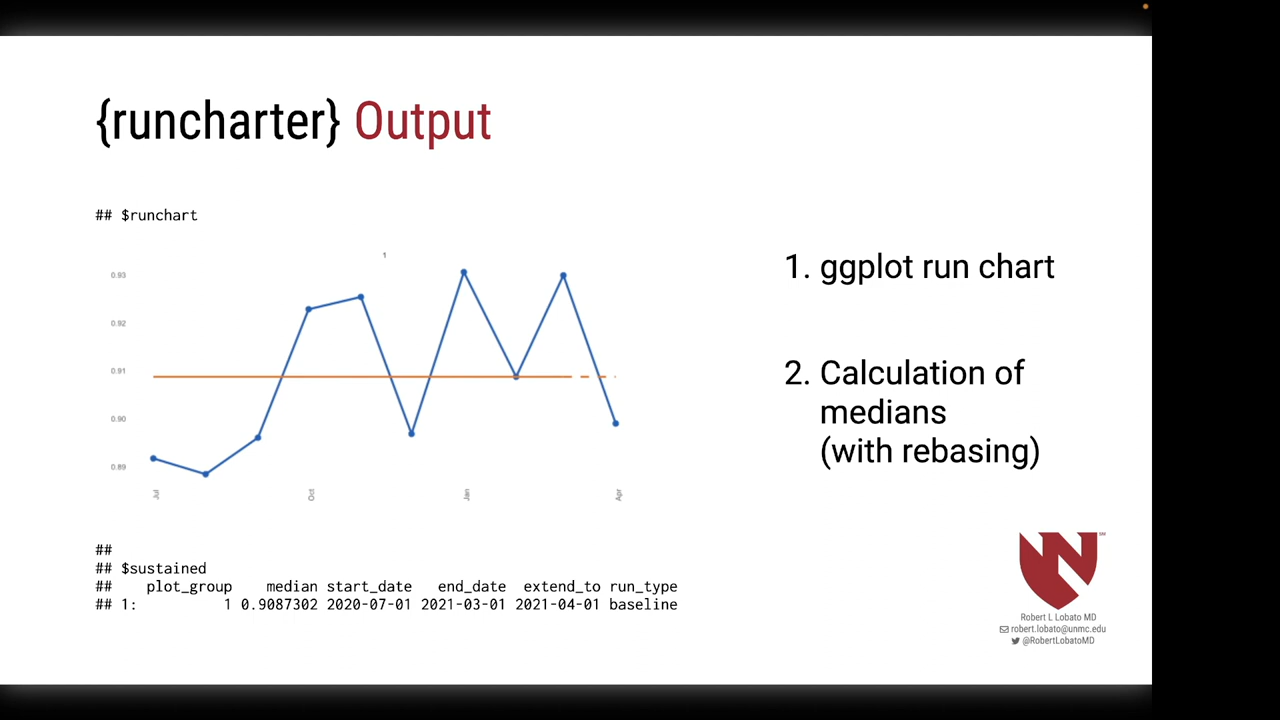 {runcharter} Output
## $runchart
1
0.93
0.92
0.91
0.90
0.89
Jul
Oct
Jan
Apr
##
## $sustained
##    plot_group    median start_date   end_date  extend_to run_type
## 1:          1 0.9087302 2020-07-01 2021-03-01 2021-04-01 baseline
1. ggplot run chart
2. Calculation of
medians
(with rebasing)
SM
Robert L Lobato MD
robert.lobato@unmc.edu
@RobertLobatoMD